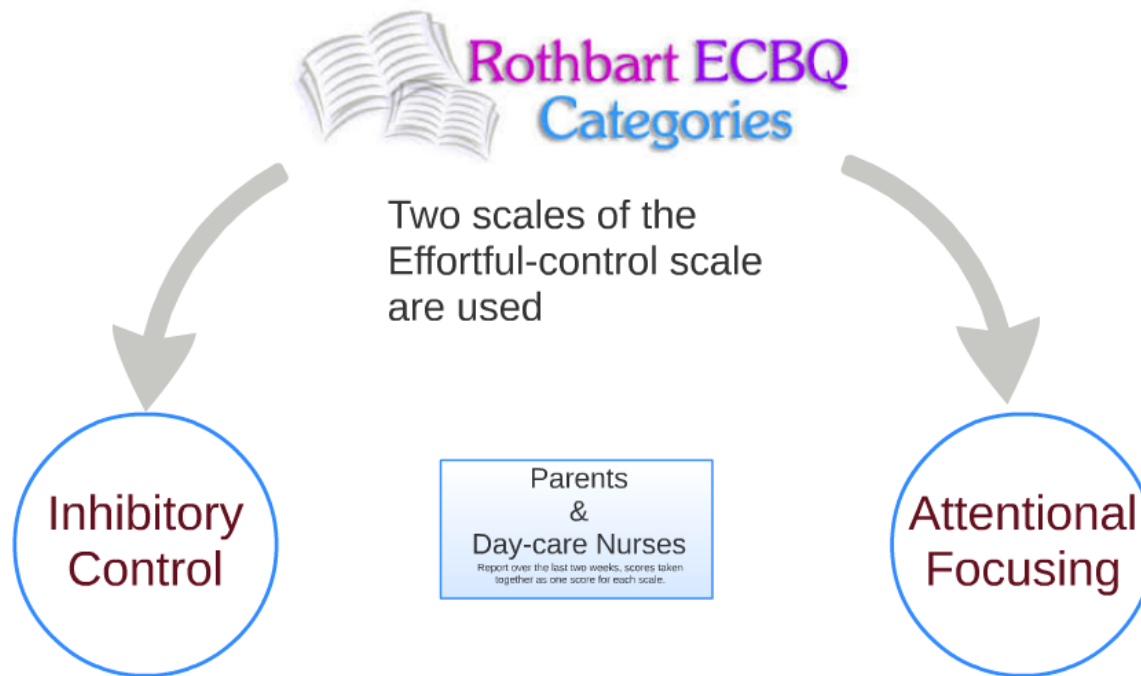 Rothbart ECBQ
Categories
Two scales of the
Effortful-control scale
are used
Inhibitory
Control
Parents
&
Day-care Nurses
Report over the last two weeks, scores taken
together as one score for each scale.
Attentional
Focusing